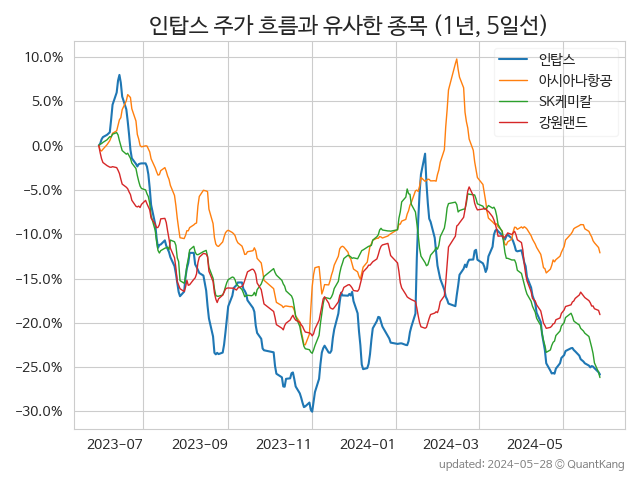 인탑스 주가 흐름과 유사한 종목 (1년, 5일선)
인탑스
아시아나항공
SK케미칼
강원랜드
10.0%
5.0%
0.0%
−5.0%
−10.0%
−15.0%
−20.0%
−25.0%
−30.0%
2023-07 2023-09 2023-11 2024-01 2024-03 2024-05
updated: 2024-05-28 © QuantKang